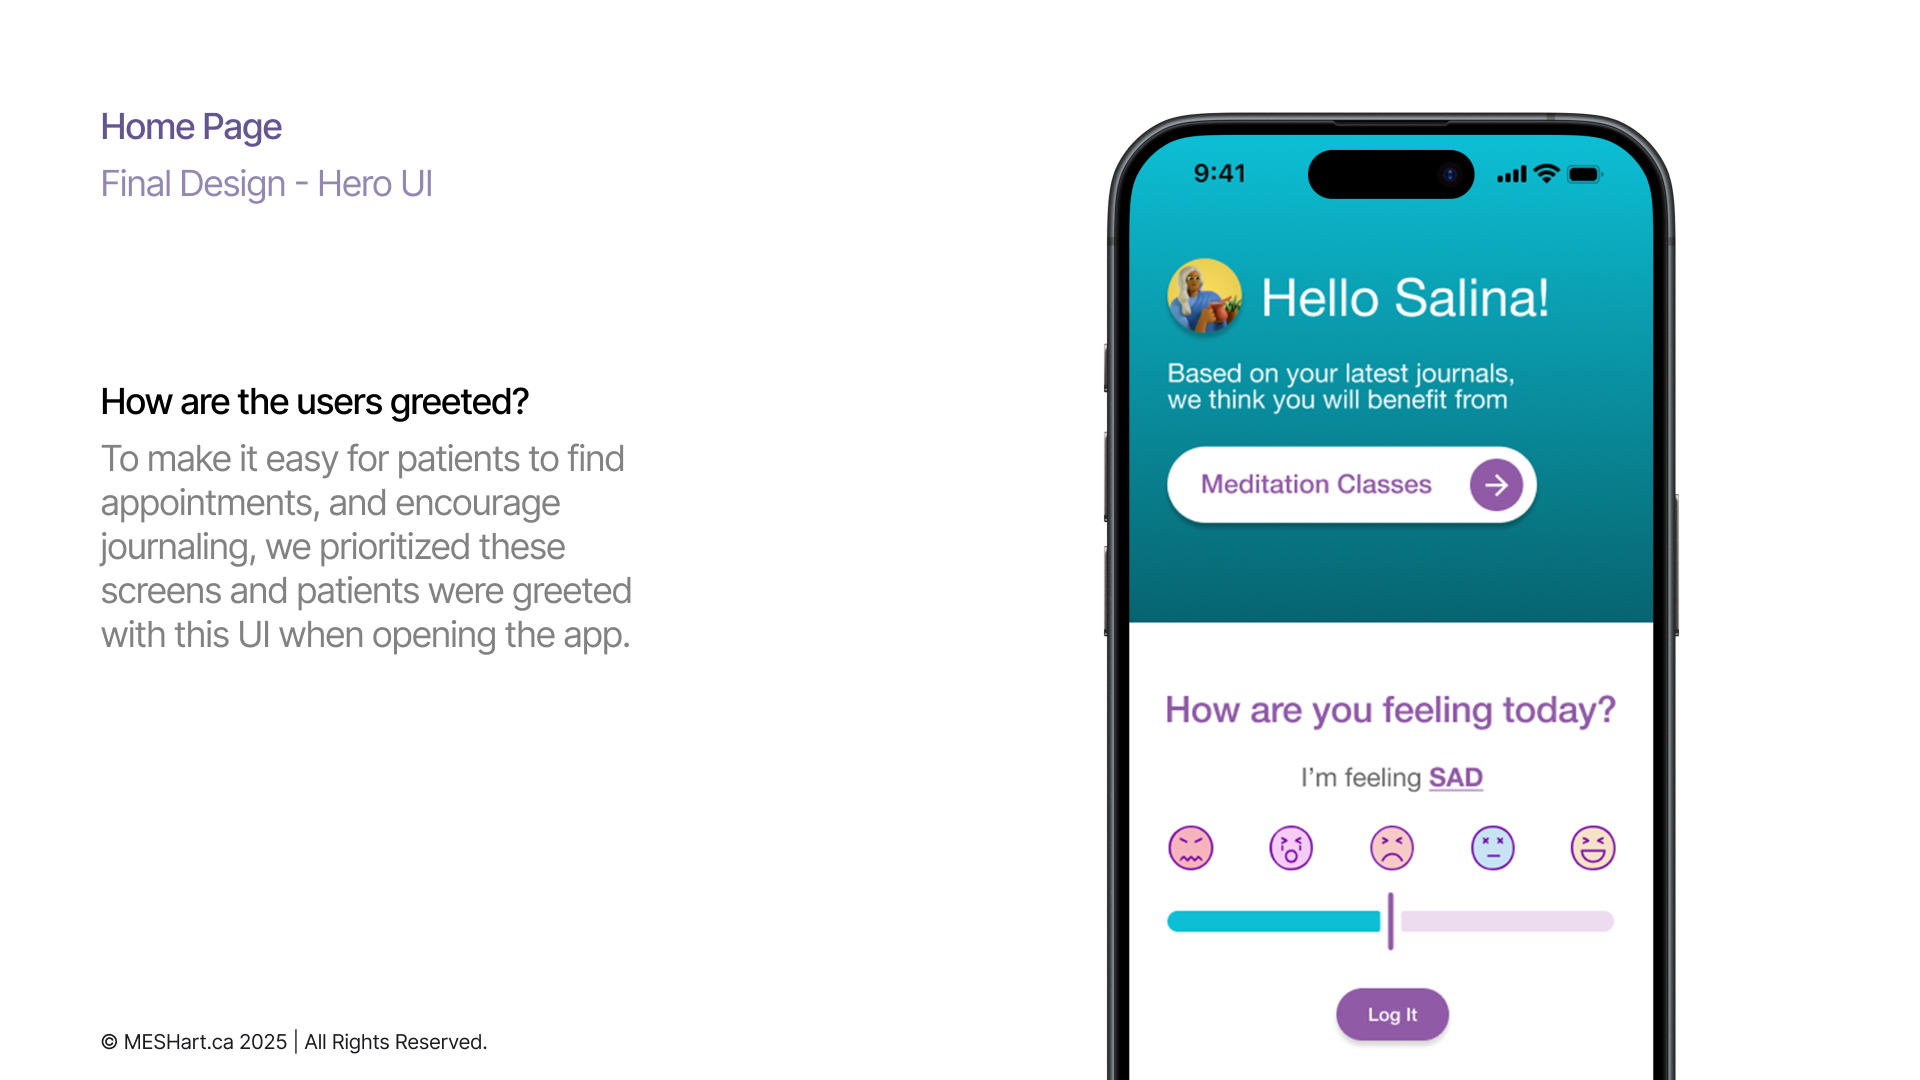 Home Page
Final Design - Hero UI
How are the users greeted?
To make it easy for patients to find
appointments, and encourage
journaling, we prioritized these
screens and patients were greeted
with this UI when opening the app.
© MESHart.ca 2025 | All Rights Reserved.
9:41
Hello Salina!
Based on your latest journals,
we think you will benefit from
Meditation Classes
How are you feeling today?
I'm feeling SAD
Log It